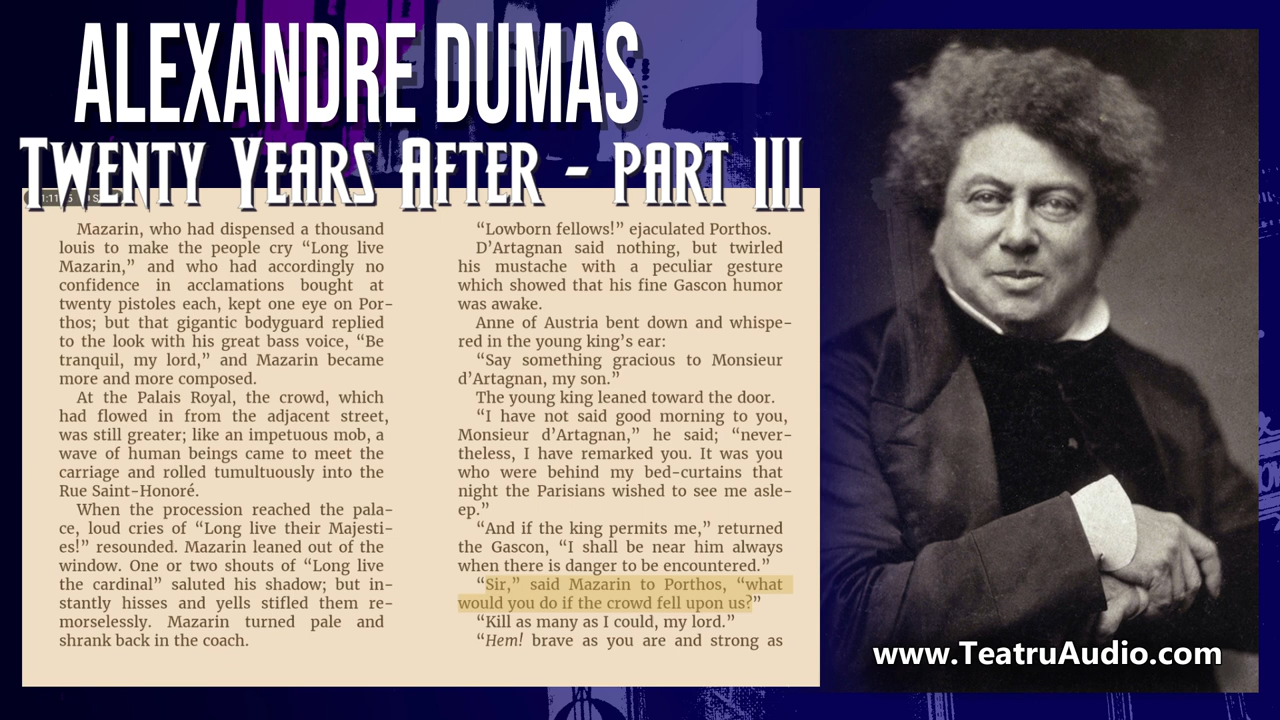 ALEXANDRE DUMAS
TWENTY YEARS AFTER - PART III
Mazarin, who had dispensed a thousand
louis to make the people cry “Long live
Mazarin,” and who had accordingly no
confidence in acclamations bought at
twenty pistoles each, kept one eye on Por-
thos; but that gigantic bodyguard replied
to the look with his great bass voice, “Be
tranquil, my lord,” and Mazarin became
more and more composed.
At the Palais Royal, the crowd, which
had flowed in from the adjacent street,
was still greater; like an impetuous mob, a
wave of human beings came to meet the
carriage and rolled tumultuously into the
Rue Saint-Honoré.
When the procession reached the pala-
ce, loud cries of “Long live their Majesti-
es!” resounded. Mazarin leaned out of the
window. One or two shouts of “Long live
the cardinal” saluted his shadow; but in-
stantly hisses and yells stifled them re-
morselessly. Mazarin turned pale and
shrank back in the coach.
“Lowborn fellows!” ejaculated Porthos.
D’Artagnan said nothing, but twirled
his mustache with a peculiar gesture
which showed that his fine Gascon humor
was awake.
Anne of Austria bent down and whispe-
red in the young king’s ear:
“Say something gracious to Monsieur
d’Artagnan, my son.”
The young king leaned toward the door.
“I have not said good morning to you,
Monsieur d’Artagnan,” he said; “never-
theless, I have remarked you. It was you
who were behind my bed-curtains that
night the Parisians wished to see me asle-
ep.”
“And if the king permits me,” returned
the Gascon, “I shall be near him always
when there is danger to be encountered.”
“Sir,” said Mazarin to Porthos, “what
would you do if the crowd fell upon us?”
“Kill as many as I could, my lord.”
“Hem! brave as you are and strong as
www.TeatruAudio.com